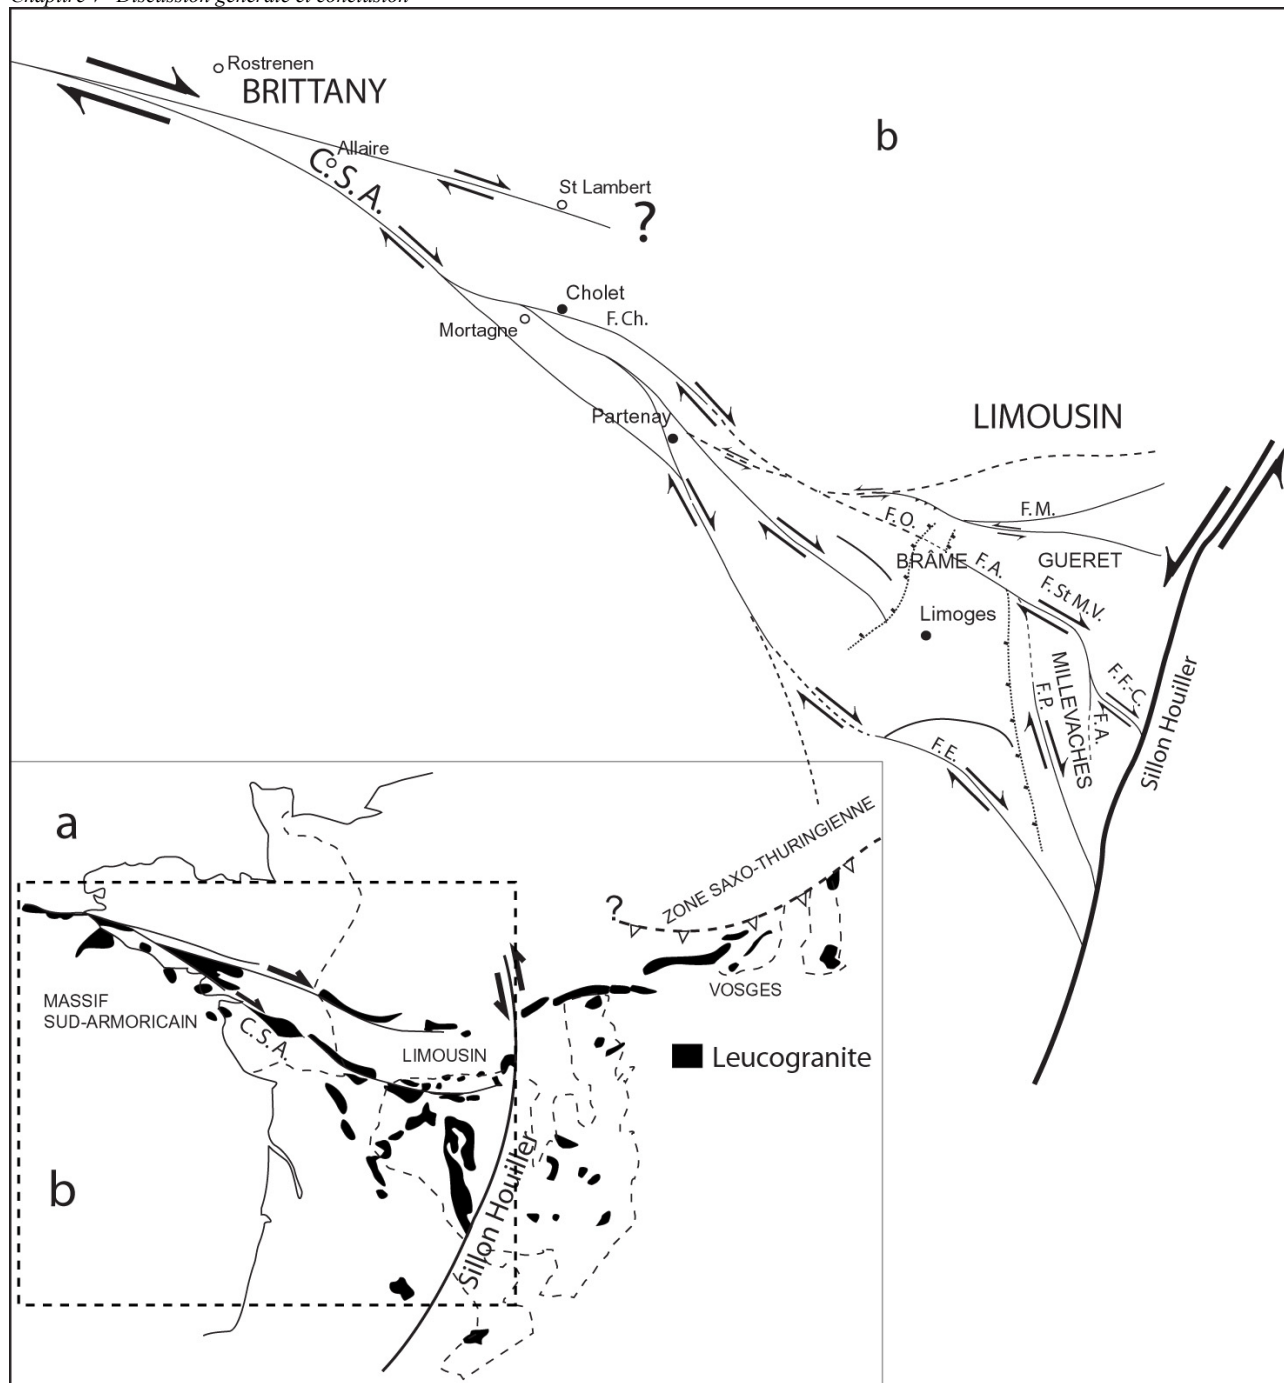 Chapitre 7 Discussion générale et conclusion
Rostrenen
BRITTANY
b
Allaire
C.S.A.
St Lambert
?
Cholet
F. Ch.
Mortagne
Partenay
LIMOUSIN
F.M.
F.O.
BRÂME
F.A.
GUERET
F. St M.V.
Limoges
MILLEVACHES
F.P.
F.A.
F.F.-C.
Sillon Houiller
F.E.
a
ZONE SAXO-THURINGIENNE
?
VOSGES
MASSIF
SUD-ARMORICAIN
C.S.A.
LIMOUSIN
Leucogranite
b
Sillon Houiller